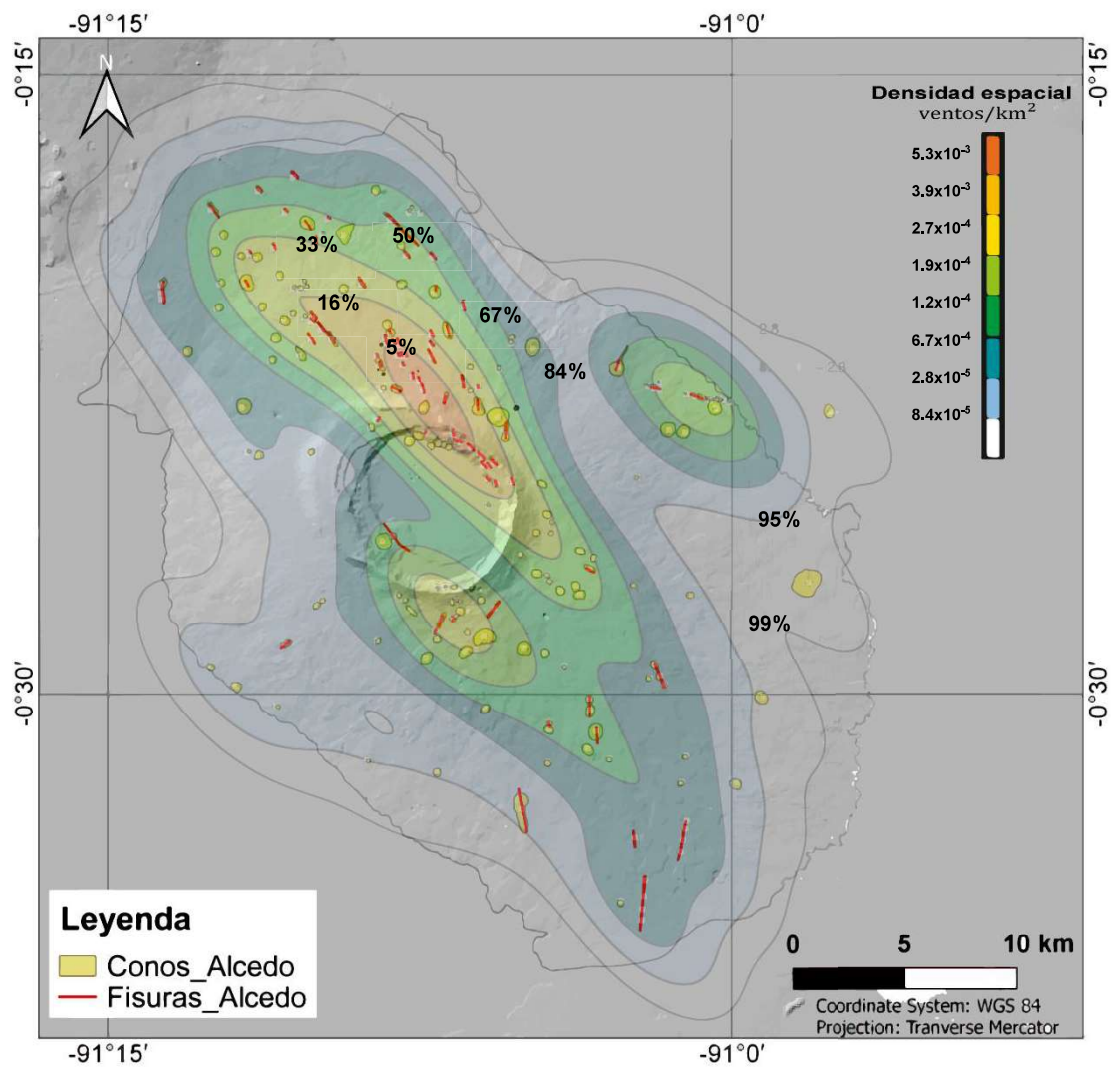 -91°15′
-91°0′
-0°15′
-0°15′
N
Densidad espacial
ventos/km²
5.3x10⁻³
3.9x10⁻³
2.7x10⁻⁴
1.9x10⁻⁴
1.2x10⁻⁴
6.7x10⁻⁴
2.8x10⁻⁵
8.4x10⁻⁵
33%
50%
16%
67%
5%
84%
95%
99%
-0°30′
-0°30′
Leyenda
Conos_Alcedo
Fisuras_Alcedo
0 5 10 km
Coordinate System: WGS 84
Projection: Tranverse Mercator
-91°15′
-91°0′